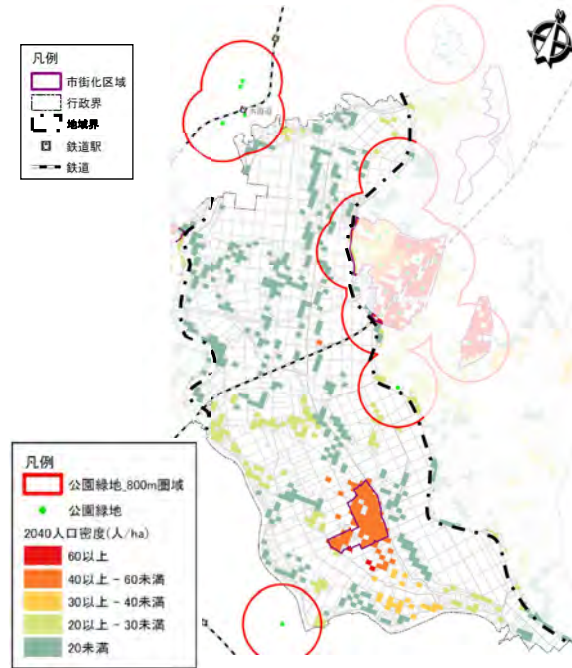 凡例
市街化区域
行政界
地域界
鉄道駅
鉄道
凡例
公園緑地_800m圏域
公園緑地
2040人口密度(人/ha)
60以上
40以上 - 60未満
30以上 - 40未満
20以上 - 30未満
20未満